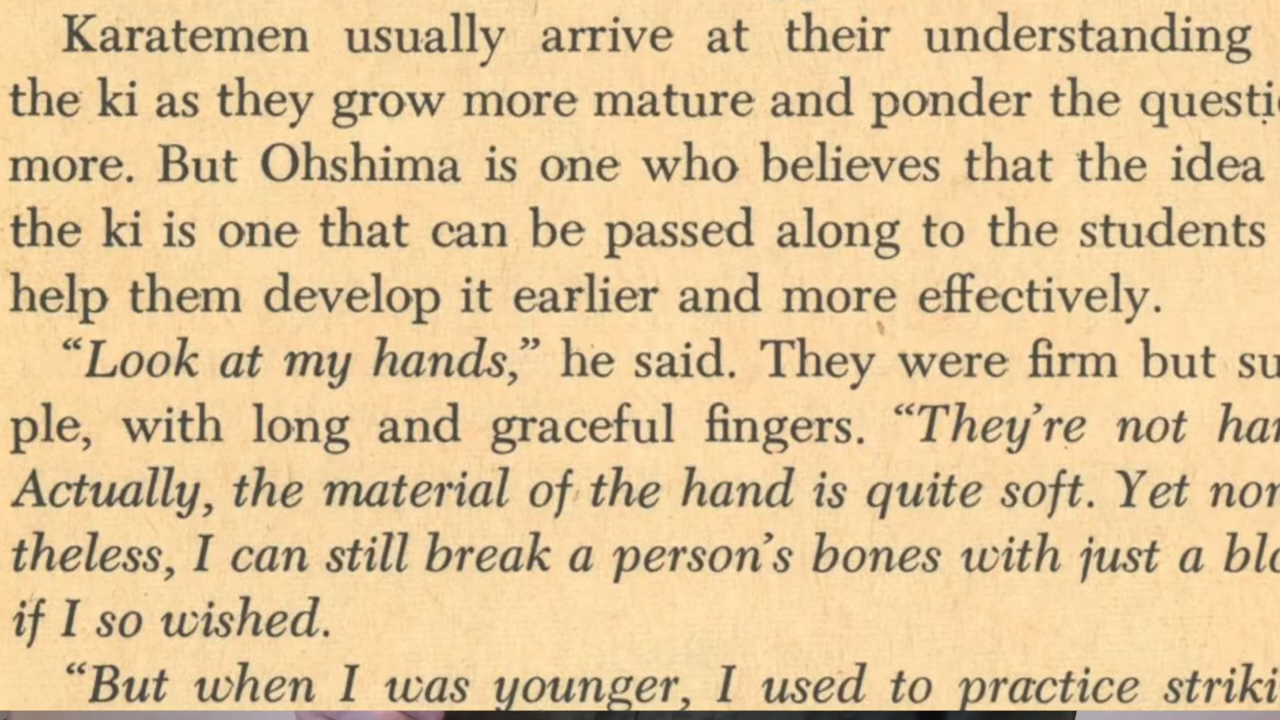 Karatemen usually arrive at their understanding
the ki as they grow more mature and ponder the questi
more. But Ohshima is one who believes that the idea
the ki is one that can be passed along to the students
help them develop it earlier and more effectively.
“Look at my hands,” he said. They were firm but su
ple, with long and graceful fingers. “They’re not har
Actually, the material of the hand is quite soft. Yet non
theless, I can still break a person’s bones with just a blo
if I so wished.
“But when I was younger, I used to practice striki